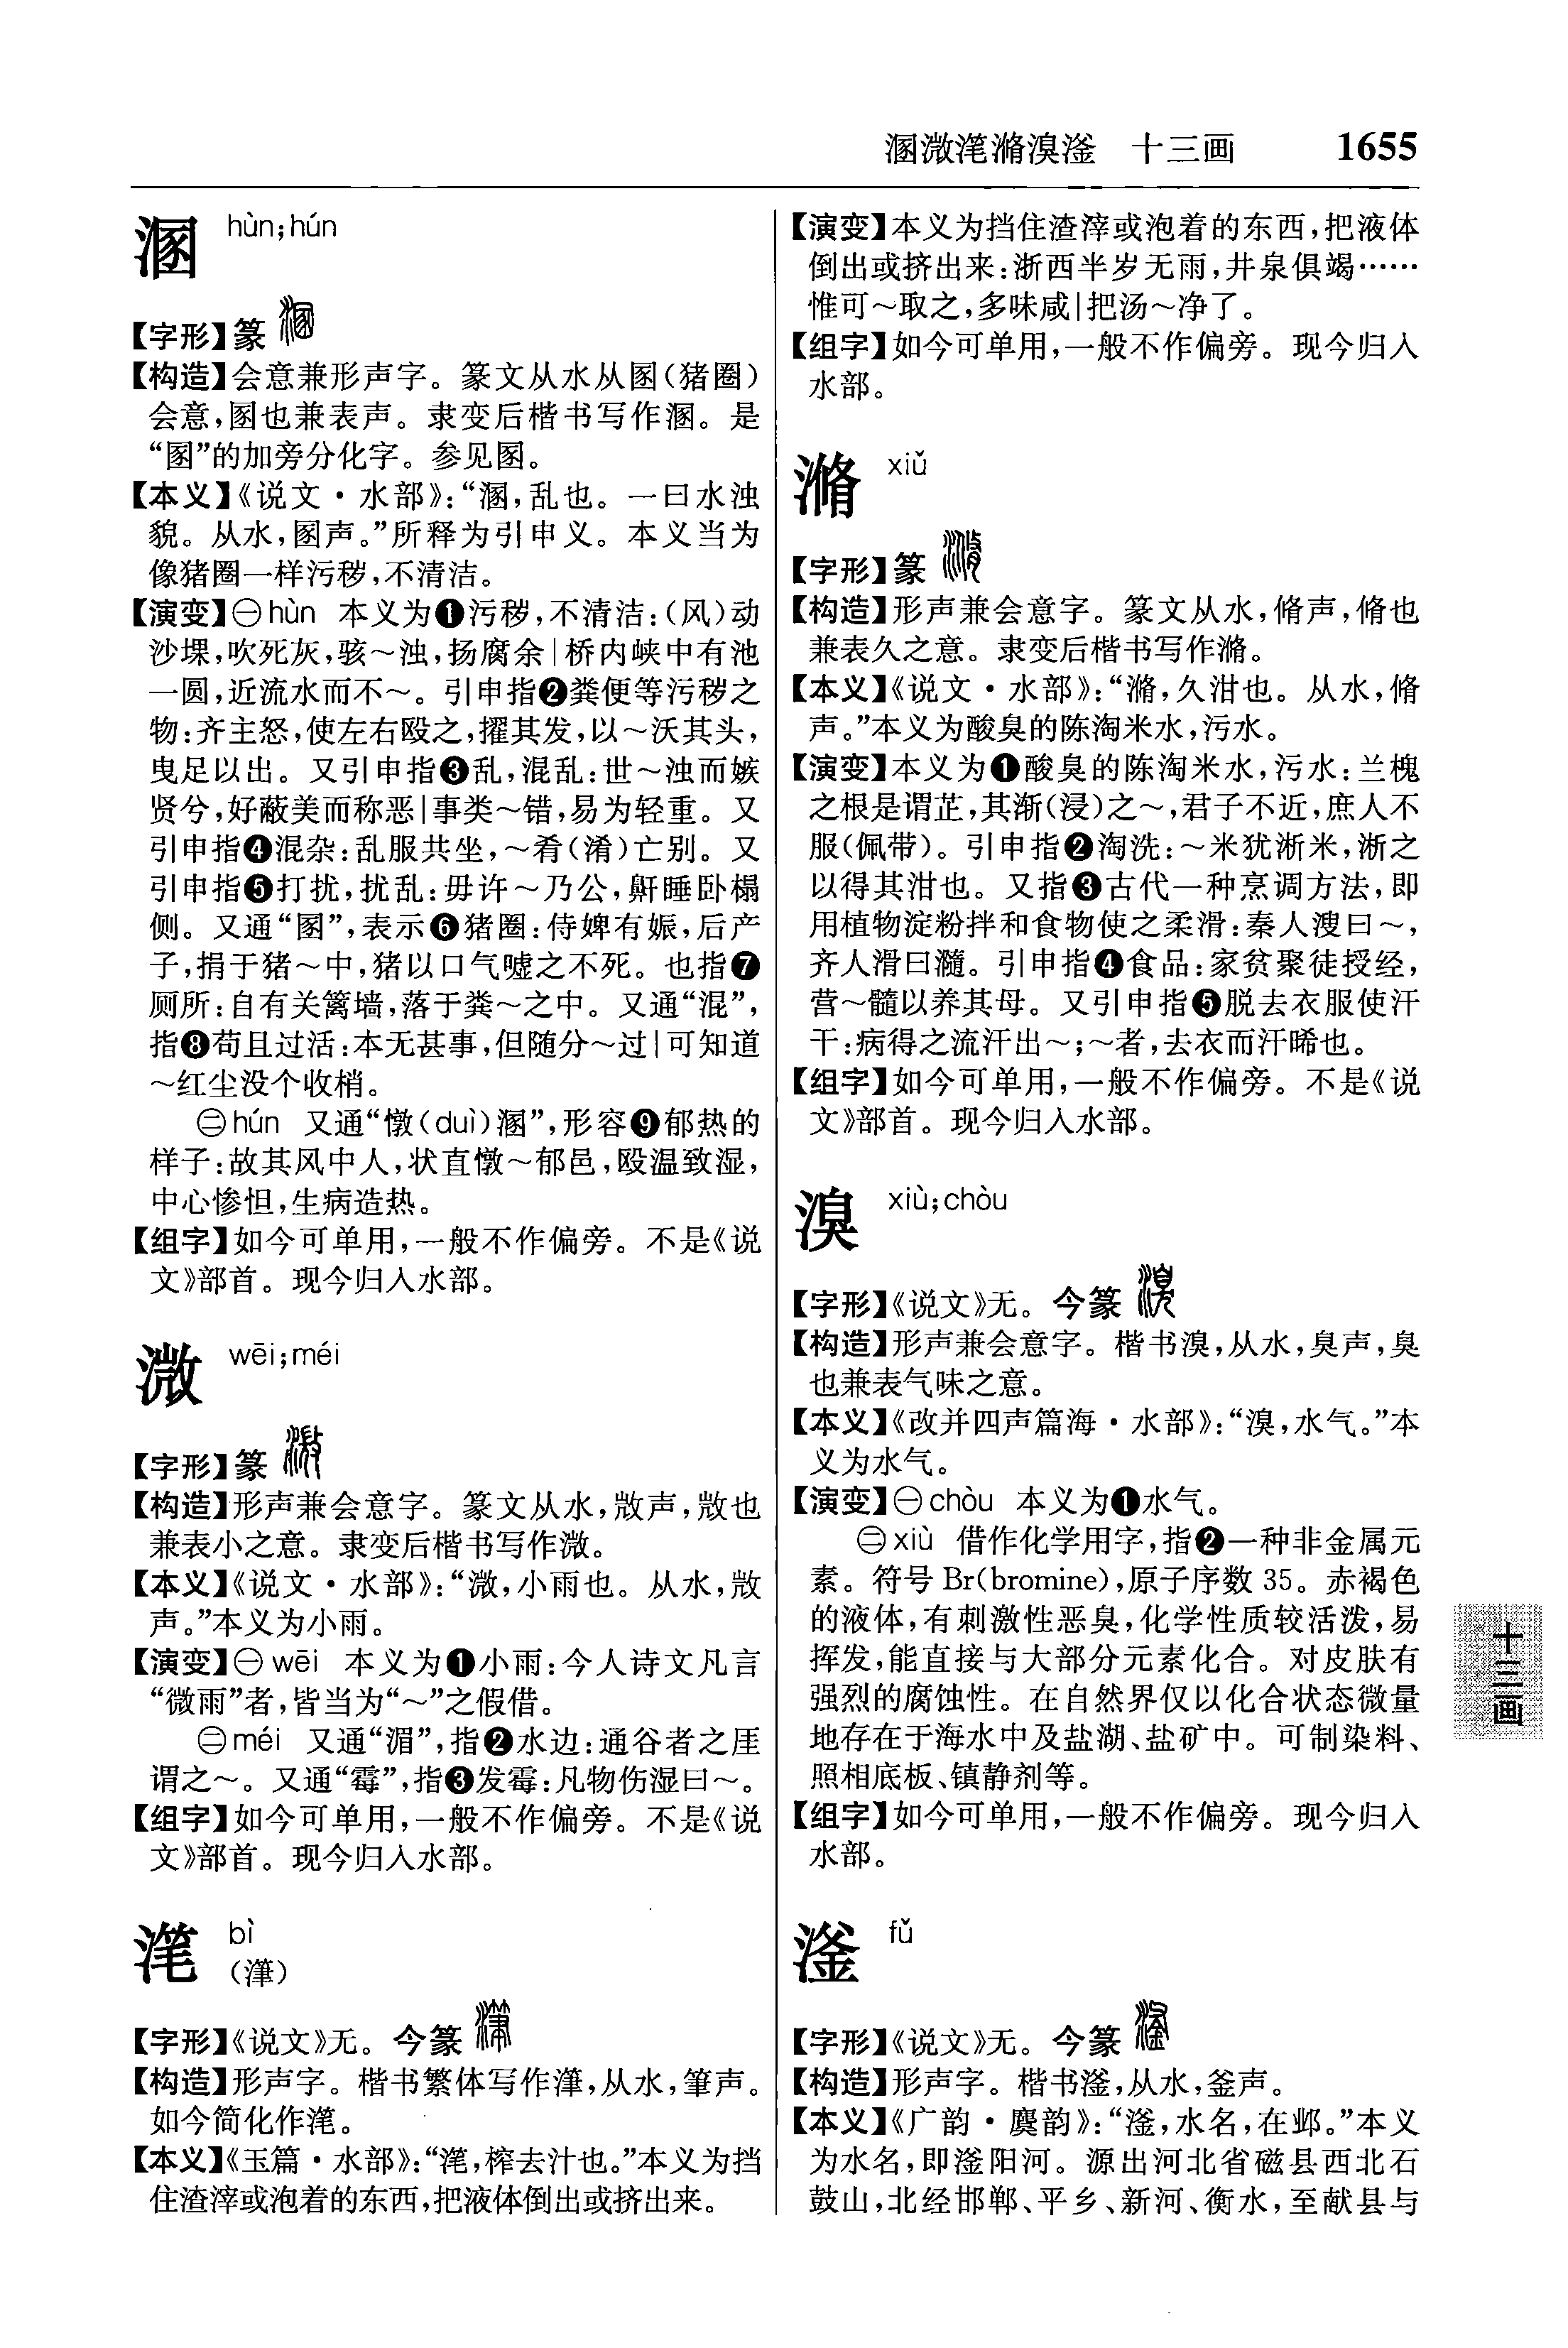 溷溦滗滫溴滏　十三画　1655
溷 hùn;hún
【字形】篆
【构造】会意兼形声字。篆文从水从圂(猪圈)
会意,圂也兼表声。隶变后楷书写作溷。是
“圂”的加旁分化字。参见圂。
【本义】《说文·水部》:“溷,乱也。一曰水浊
貌。从水,圂声。”所释为引申义。本义当为
像猪圈一样污秽,不清洁。
【演变】㊀hùn 本义为❶污秽,不清洁:(风)动
沙堁,吹死灰,骇～浊,扬腐余|桥内峡中有池
一圆,近流水而不～。引申指❷粪便等污秽之
物:齐主怒,使左右殴之,擢其发,以～沃其头,
曳足以出。又引申指❸乱,混乱:世～浊而嫉
贤兮,好蔽美而称恶|事类～错,易为轻重。又
引申指❹混杂:乱服共坐,～肴(淆)亡别。又
引申指❺打扰,扰乱:毋许～乃公,鼾睡卧榻
侧。又通“圂”,表示❻猪圈:侍婢有娠,后产
子,捐于猪～中,猪以口气嘘之不死。也指❼
厕所:自有关篱墙,落于粪～之中。又通“混”,
指❽苟且过活:本无甚事,但随分～过|可知道
～红尘没个收梢。
㊁hún 又通“憞(duì)溷”,形容❾郁热的
样子:故其风中人,状直憞～郁邑,殴温致湿,
中心惨怛,生病造热。
【组字】如今可单用,一般不作偏旁。不是《说
文》部首。现今归入水部。
溦 wēi;méi
【字形】篆
【构造】形声兼会意字。篆文从水,敚声,敚也
兼表小之意。隶变后楷书写作溦。
【本义】《说文·水部》:“溦,小雨也。从水,敚
声。”本义为小雨。
【演变】㊀wēi 本义为❶小雨:今人诗文凡言
“微雨”者,皆当为“～”之假借。
㊁méi 又通“湄”,指❷水边:通谷者之厓
谓之～。又通“霉”,指❸发霉:凡物伤湿曰～。
【组字】如今可单用,一般不作偏旁。不是《说
文》部首。现今归入水部。
滗 bì
(潷)
【字形】《说文》无。今篆
【构造】形声字。楷书繁体写作潷,从水,筆声。
如今简化作滗。
【本义】《玉篇·水部》:“滗,榨去汁也。”本义为挡
住渣滓或泡着的东西,把液体倒出或挤出来。
【演变】本义为挡住渣滓或泡着的东西,把液体
倒出或挤出来:浙西半岁无雨,井泉俱竭……
惟可～取之,多味咸|把汤～净了。
【组字】如今可单用,一般不作偏旁。现今归入
水部。
滫 xiǔ
【字形】篆
【构造】形声兼会意字。篆文从水,脩声,脩也
兼表久之意。隶变后楷书写作滫。
【本义】《说文·水部》:“滫,久泔也。从水,脩
声。”本义为酸臭的陈淘米水,污水。
【演变】本义为❶酸臭的陈淘米水,污水:兰槐
之根是谓芷,其渐(浸)之～,君子不近,庶人不
服(佩带)。引申指❷淘洗:～米犹淅米,淅之
以得其泔也。又指❸古代一种烹调方法,即
用植物淀粉拌和食物使之柔滑:秦人溲曰～,
齐人滑曰瀡。引申指❹食品:家贫聚徒授经,
营～髓以养其母。又引申指❺脱去衣服使汗
干:病得之流汗出～;～者,去衣而汗晞也。
【组字】如今可单用,一般不作偏旁。不是《说
文》部首。现今归入水部。
溴 xiù;chòu
【字形】《说文》无。今篆
【构造】形声兼会意字。楷书溴,从水,臭声,臭
也兼表气味之意。
【本义】《改并四声篇海·水部》:“溴,水气。”本
义为水气。
【演变】㊀chòu 本义为❶水气。
㊁xiù 借作化学用字,指❷一种非金属元
素。符号Br(bromine),原子序数35。赤褐色
的液体,有刺激性恶臭,化学性质较活泼,易
挥发,能直接与大部分元素化合。对皮肤有
强烈的腐蚀性。在自然界仅以化合状态微量
地存在于海水中及盐湖、盐矿中。可制染料、
照相底板、镇静剂等。
【组字】如今可单用,一般不作偏旁。现今归入
水部。
滏 fǔ
【字形】《说文》无。今篆
【构造】形声字。楷书滏,从水,釜声。
【本义】《广韵·麌韵》:“滏,水名,在邺。”本义
为水名,即滏阳河。源出河北省磁县西北石
鼓山,北经邯郸、平乡、新河、衡水,至献县与
十三画